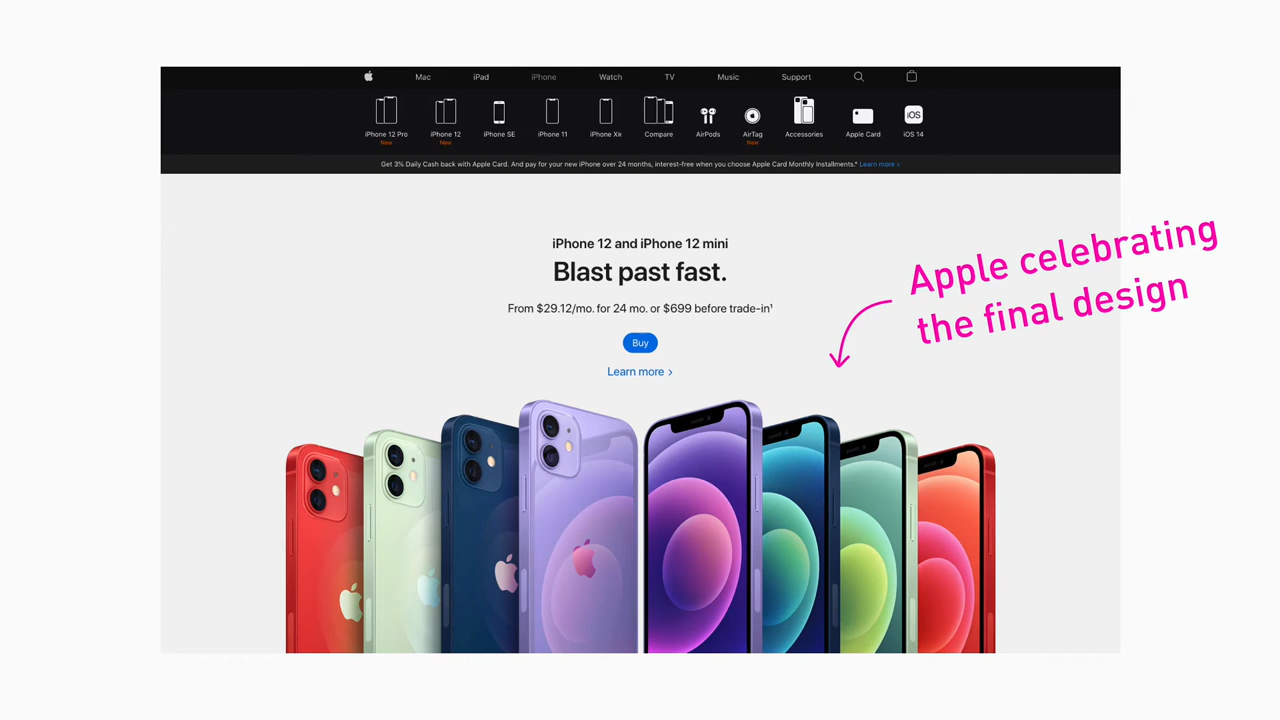 Mac iPad iPhone Watch TV Music Support
iPhone 12 Pro iPhone 12 iPhone SE iPhone 11 iPhone XR Compare AirPods AirTag Accessories Apple Card iOS 14
New New New
iOS
Get 3% Daily Cash back with Apple Card. And pay for your new iPhone over 24 months, interest-free when you choose Apple Card Monthly Installments.* Learn more >
iPhone 12 and iPhone 12 mini
Blast past fast.
From $29.12/mo. for 24 mo. or $699 before trade-in¹
Buy
Learn more >
Apple celebrating
the final design